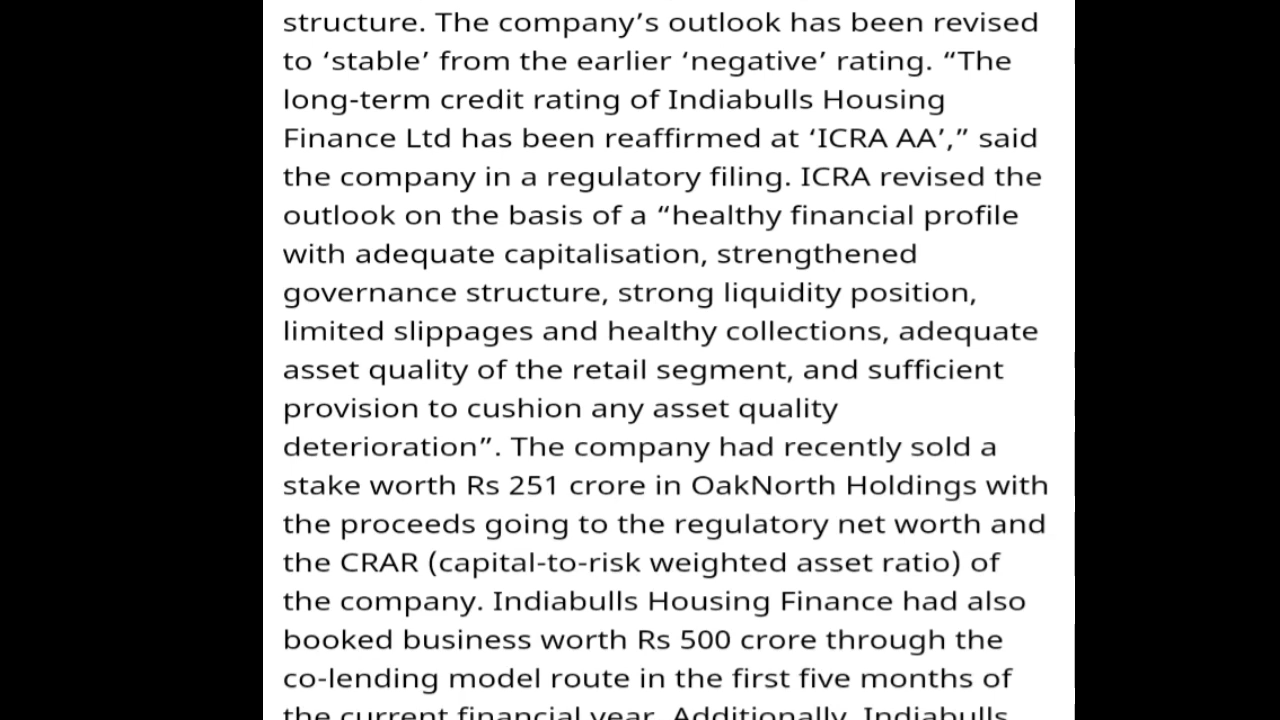 structure. The company’s outlook has been revised
to ‘stable’ from the earlier ‘negative’ rating. “The
long-term credit rating of Indiabulls Housing
Finance Ltd has been reaffirmed at ‘ICRA AA’,” said
the company in a regulatory filing. ICRA revised the
outlook on the basis of a “healthy financial profile
with adequate capitalisation, strengthened
governance structure, strong liquidity position,
limited slippages and healthy collections, adequate
asset quality of the retail segment, and sufficient
provision to cushion any asset quality
deterioration”. The company had recently sold a
stake worth Rs 251 crore in OakNorth Holdings with
the proceeds going to the regulatory net worth and
the CRAR (capital-to-risk weighted asset ratio) of
the company. Indiabulls Housing Finance had also
booked business worth Rs 500 crore through the
co-lending model route in the first five months of
the current financial year. Additionally, Indiabulls